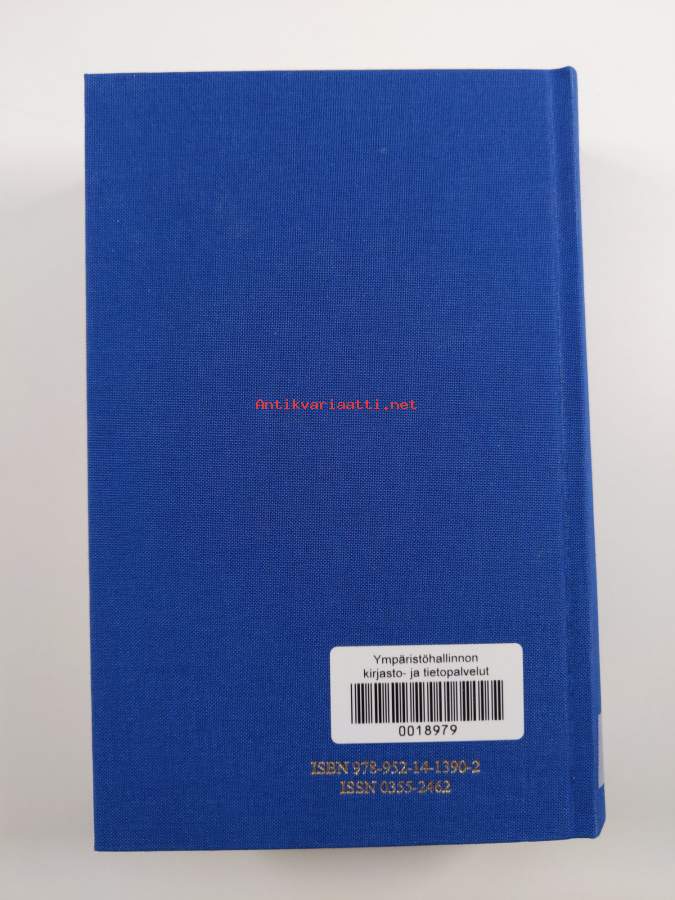 Antikvariaatti.net
Ympäristöhallinnon
kirjasto- ja tietopalvelut
0018979
ISBN 978-952-14-1390-2
ISSN 0355-2462